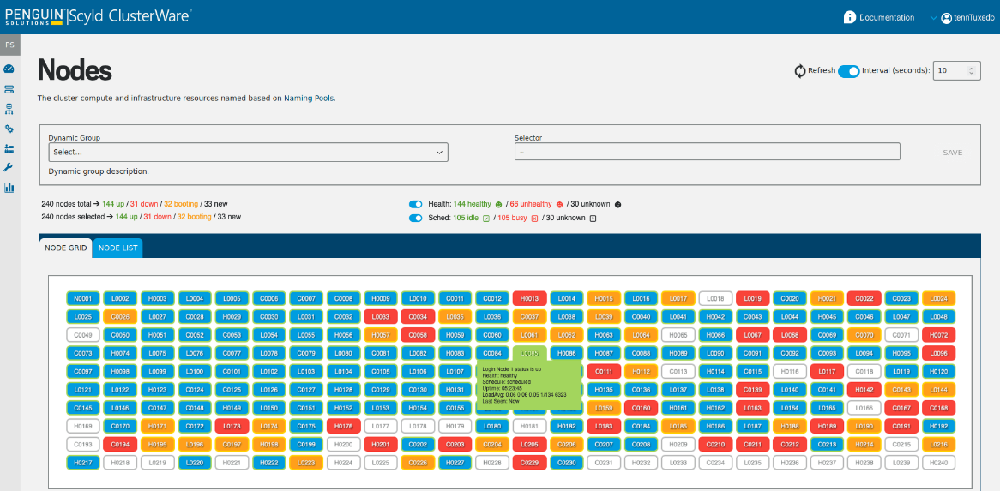 PENGUIN SOLUTIONS | Scyld ClusterWare
Documentation
tennTuxedo
PS
Nodes
Refresh
Interval (seconds):
10
The cluster compute and infrastructure resources named based on Naming Pools.
Dynamic Group
Selector
Select...
–
SAVE
Dynamic group description.
240 nodes total → 144 up / 31 down / 32 booting / 33 new
Health: 144 healthy / 66 unhealthy / 30 unknown
240 nodes selected → 144 up / 31 down / 32 booting / 33 new
Sched: 105 idle / 105 busy / 30 unknown
NODE GRID NODE LIST
N0001 L0002 H0003 L0004 L0005 C0006 C0007 C0008 H0009 L0010 C0011 C0012 H0013 L0014 H0015 L0016 L0017 L0018 L0019 C0020 H0021 C0022 C0023 L0024
L0025 C0026 L0027 C0028 H0029 C0030 L0031 C0032 L0033 C0034 L0035 L0036 C0037 L0038 L0039 C0040 L0041 H0042 C0043 H0044 C0045 H0046 L0047 L0048
C0049 C0050 H0051 C0052 C0053 L0054 L0055 H0056 H0057 C0058 H0059 C0060 L0061 L0062 H0063 L0064 H0065 H0066 L0067 L0068 C0069 C0070 C0071 H0072
C0073 H0074 L0075 L0076 C0077 L0078 C0079 L0080 C0081 L0082 H0083 C0084 L0085 H0086 H0087 C0088 H0089 H0090 C0091 C0092 C0093 L0094 H0095 L0096
C0097 H0098 L0099 L0100 C0101 L0102 L0103 L0104 C0105 L0106 L0107 C0111 H0112 C0113 H0114 C0115 H0116 L0117 C0118 L0119 H0120
L0121 L0122 H0123 C0124 C0125 L0126 H0127 H0128 H0129 C0130 H0131 H0135 C0136 L0137 L0138 C0139 L0140 C0141 H0142 C0143 L0144
C0145 L0146 C0147 L0148 L0149 L0150 L0151 H0152 L0153 H0154 C0155 L0159 C0160 L0161 H0162 L0163 L0164 L0165 L0166 C0167 C0168
Login Node 1 status is up
Health: healthy
Schedule: scheduled
Uptime: 05:23:45
LoadAvg: 0.06 0.06 0.05 1/134 6323
Last Seen: Now
H0169 C0170 H0171 C0172 L0173 L0174 C0175 H0176 L0177 L0178 H0179 L0180 H0181 H0182 L0183 C0184 L0185 H0186 L0187 H0188 H0189 L0190 C0191 H0192
C0193 C0194 H0195 L0196 C0197 H0198 C0199 H0200 H0201 C0202 C0203 C0204 L0205 C0206 C0207 C0208 H0209 C0210 C0211 C0212 C0213 H0214 C0215 L0216
H0217 H0218 L0219 L0220 H0221 H0222 L0223 H0224 L0225 C0226 H0227 H0228 C0229 C0230 C0231 H0232 L0233 C0234 L0235 H0236 H0237 H0238 L0239 H0240